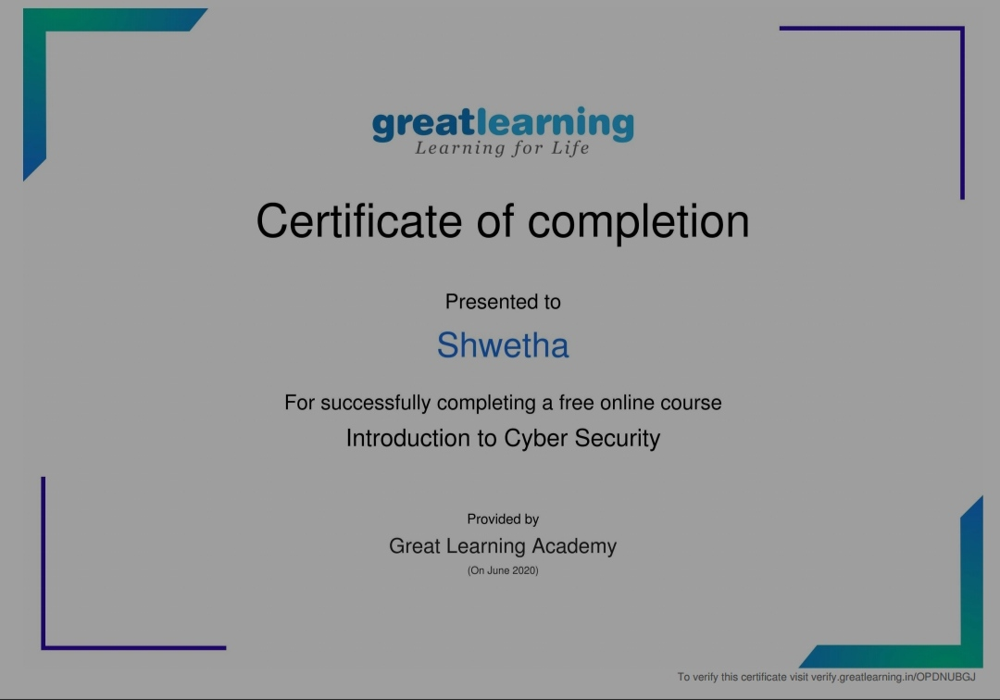 greatlearning
Learning for Life
Certificate of completion
Presented to
Shwetha
For successfully completing a free online course
Introduction to Cyber Security
Provided by
Great Learning Academy
(On June 2020)
To verify this certificate visit verify.greatlearning.in/OPDNUBGJ